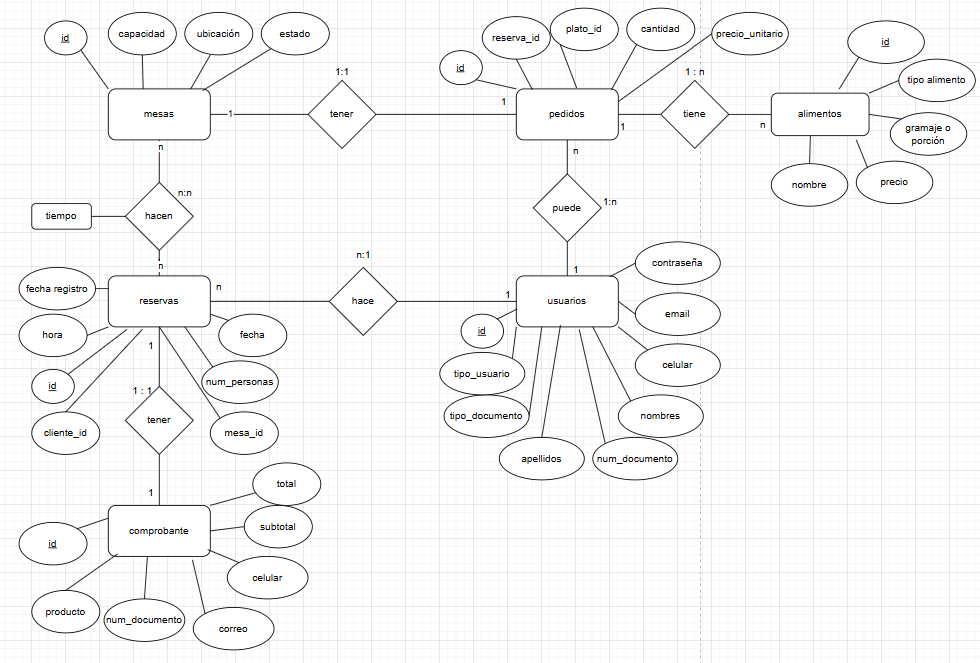 id
capacidad
ubicación
estado
reserva_id
plato_id
cantidad
precio_unitario
id
id
tipo alimento
gramaje o
porción
precio
nombre
mesas
1
1:1
tener
1
pedidos
1
1 : n
tiene
n
alimentos
n
n:n
hacen
tiempo
n
n
puede
1:n
1
fecha registro
reservas
n
n:1
hace
1
usuarios
contraseña
email
celular
nombres
num_documento
apellidos
tipo_documento
tipo_usuario
id
hora
id
cliente_id
fecha
num_personas
mesa_id
1
1 : 1
tener
1
comprobante
total
subtotal
celular
correo
num_documento
producto
id